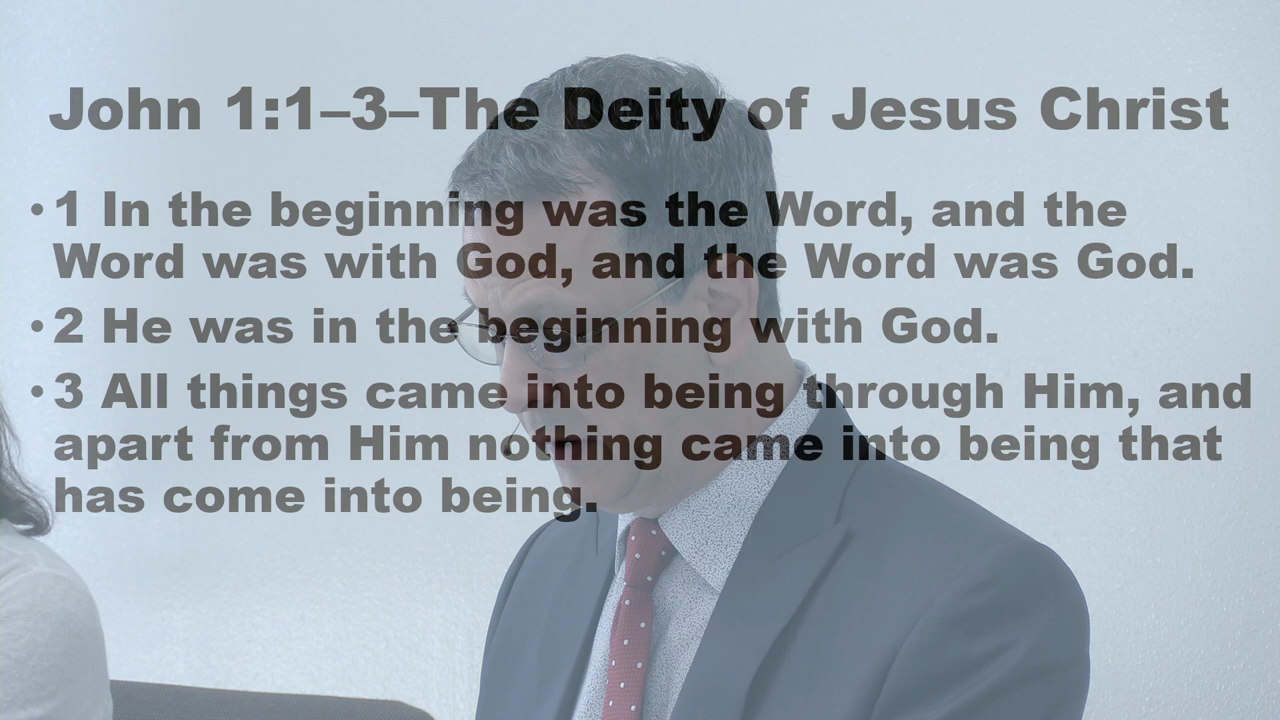 John 1:1–3–The Deity of Jesus Christ
• 1 In the beginning was the Word, and the
Word was with God, and the Word was God.
• 2 He was in the beginning with God.
• 3 All things came into being through Him, and
apart from Him nothing came into being that
has come into being.